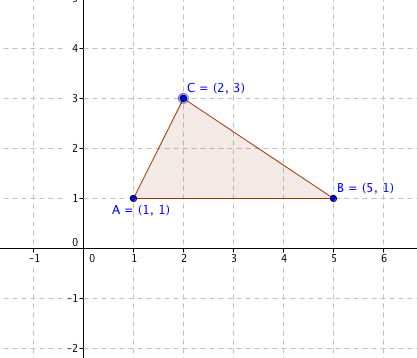 5
4
C = (2, 3)
3
2
B = (5, 1)
1
A = (1, 1)
0
-1 0 1 2 3 4 5 6
-1
-2